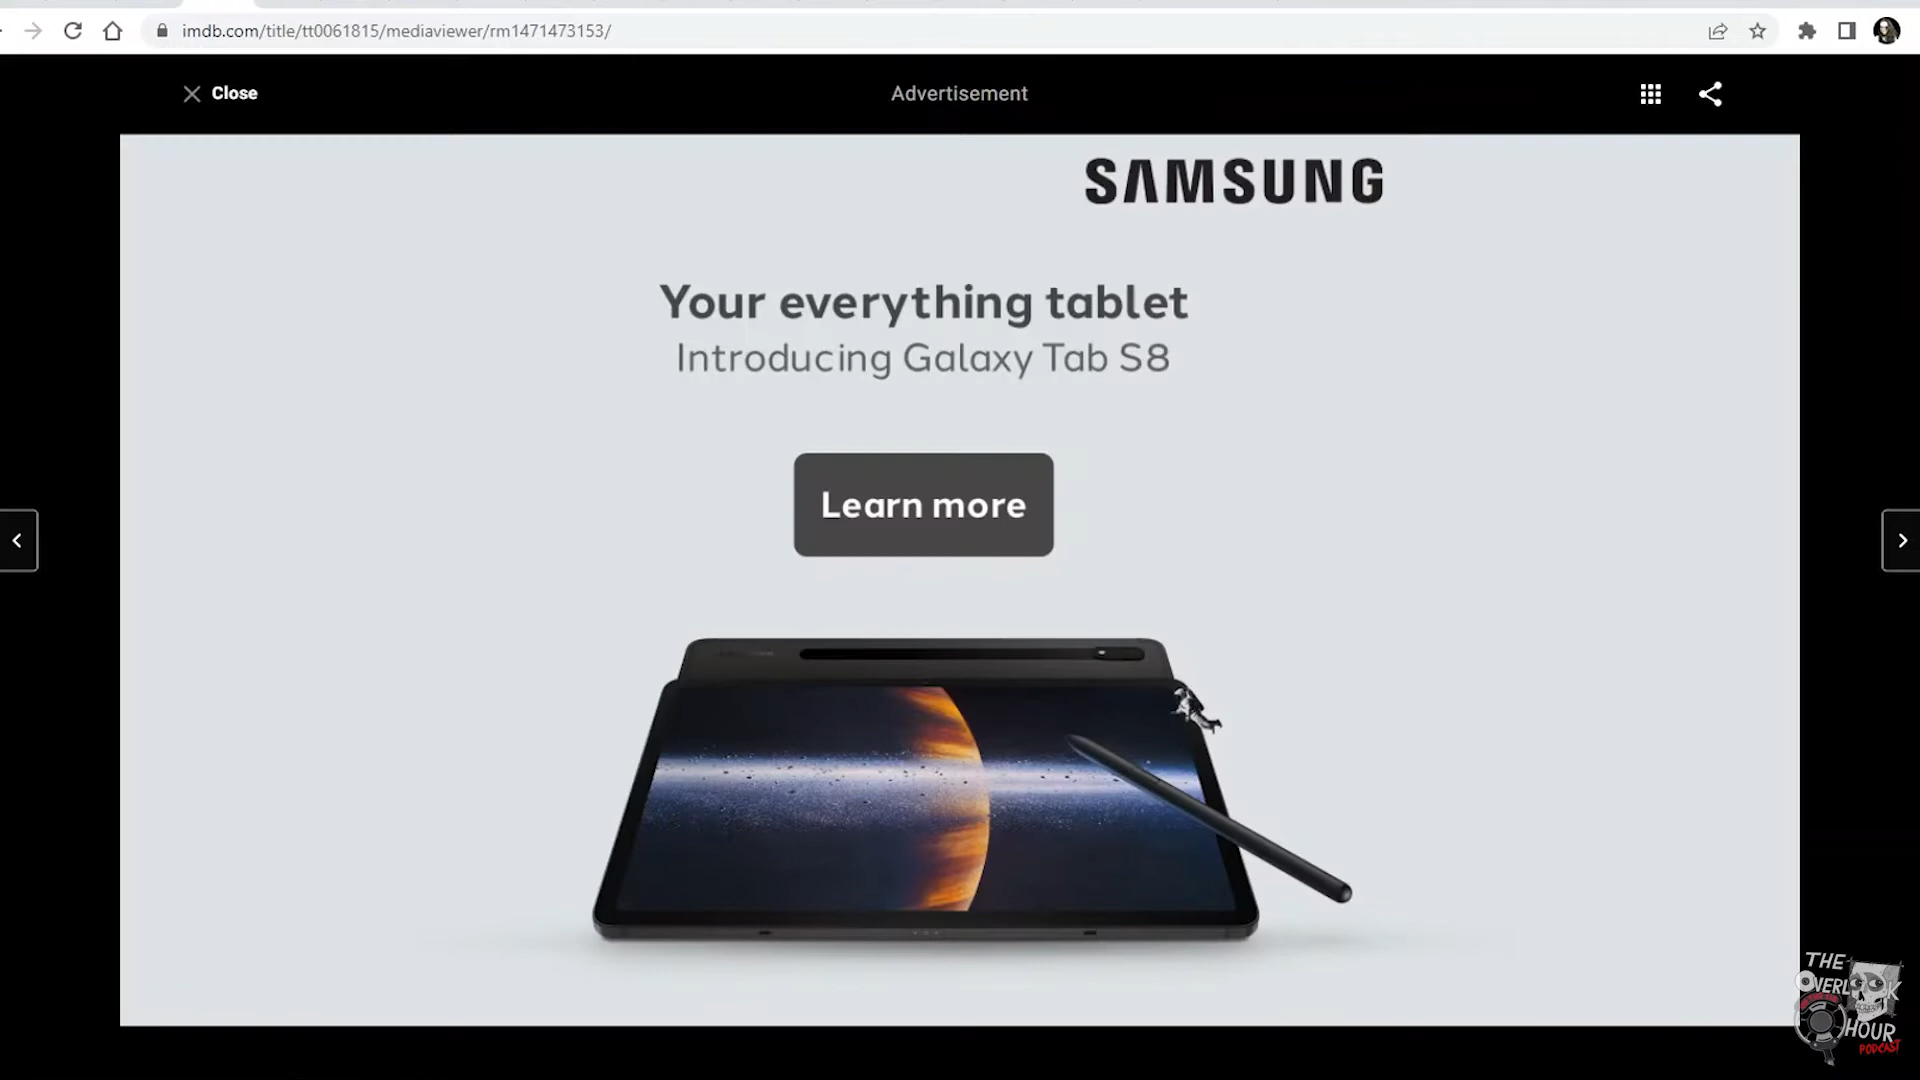 imdb.com/title/tt0061815/mediaviewer/rm1471473153/
Close
Advertisement
SAMSUNG
Your everything tablet
Introducing Galaxy Tab S8
Learn more
THE
OVERLOOK
HOUR
PODCAST